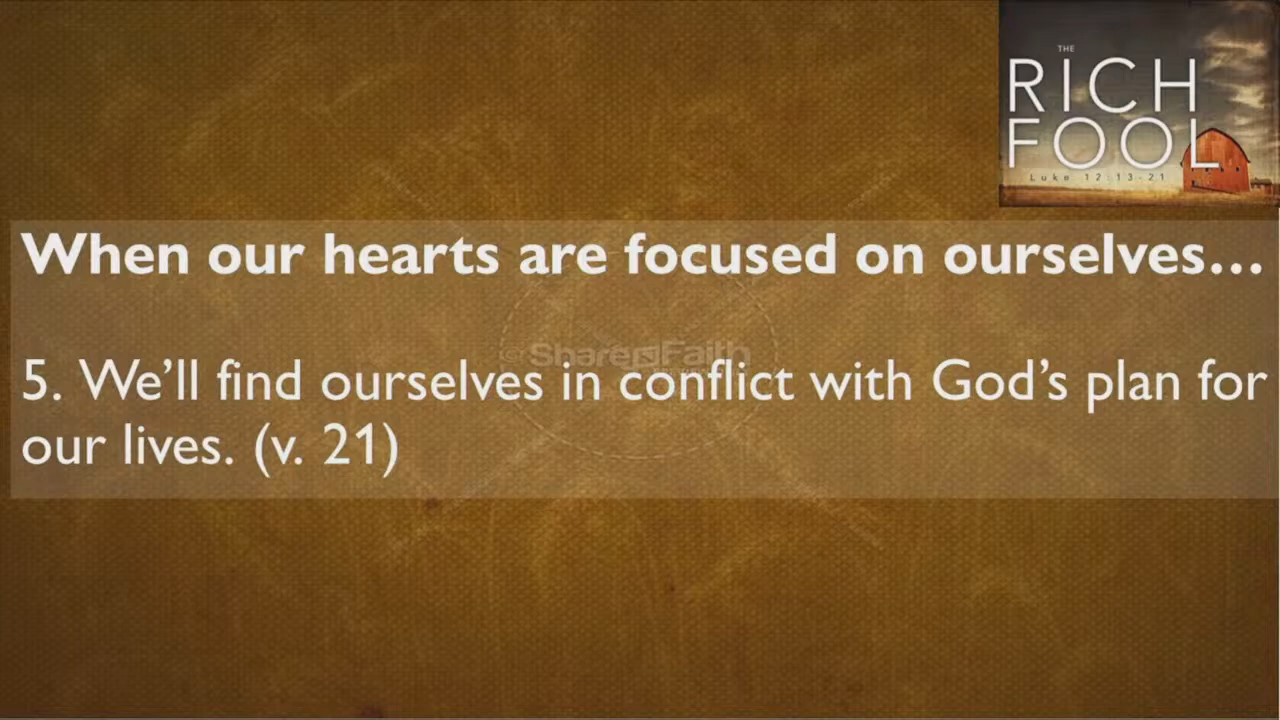 THE
RICH
FOOL
Luke 12:13-21
When our hearts are focused on ourselves…
ShareFaith
5. We’ll find ourselves in conflict with God’s plan for
our lives. (v. 21)